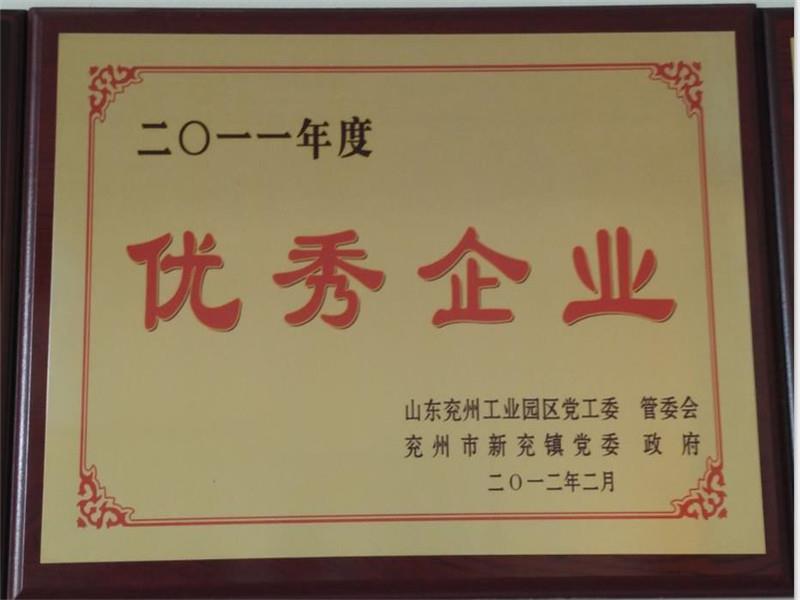 二〇一一年度
优秀企业
山东兖州工业园区党工委 管委会
兖州市新兖镇党委 政府
二〇一二年二月